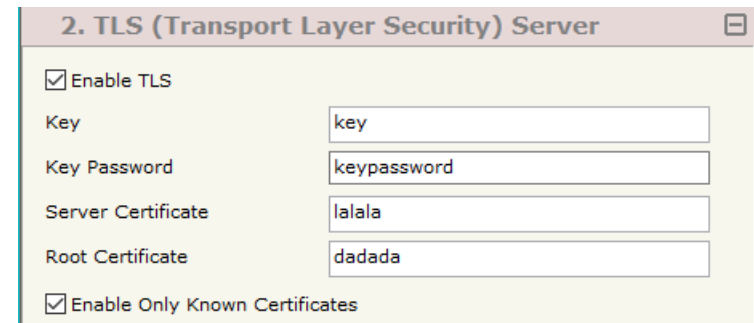 2. TLS (Transport Layer Security) Server
Enable TLS
Key key
Key Password keypassword
Server Certificate lalala
Root Certificate dadada
Enable Only Known Certificates